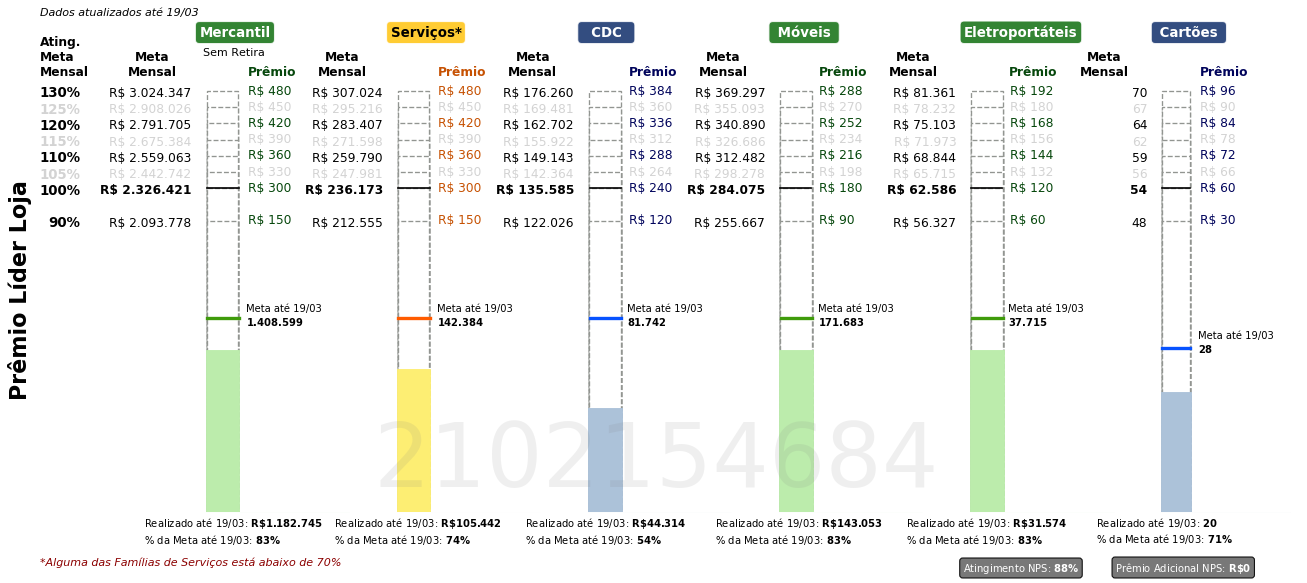 Dados atualizados até 19/03
Mercantil Serviços* CDC Móveis Eletroportáteis Cartões
Sem Retira
Ating. Meta Mensal Meta Mensal Prêmio Meta Mensal Prêmio Meta Mensal Prêmio Meta Mensal Prêmio Meta Mensal Prêmio Meta Mensal Prêmio
130% R$ 3.024.347 R$ 480 R$ 307.024 R$ 480 R$ 176.260 R$ 384 R$ 369.297 R$ 288 R$ 81.361 R$ 192 70 R$ 96
125% R$ 2.908.026 R$ 450 R$ 295.216 R$ 450 R$ 169.481 R$ 360 R$ 355.093 R$ 270 R$ 78.232 R$ 180 67 R$ 90
120% R$ 2.791.705 R$ 420 R$ 283.407 R$ 420 R$ 162.702 R$ 336 R$ 340.890 R$ 252 R$ 75.103 R$ 168 64 R$ 84
115% R$ 2.675.384 R$ 390 R$ 271.598 R$ 390 R$ 155.922 R$ 312 R$ 326.686 R$ 234 R$ 71.973 R$ 156 62 R$ 78
110% R$ 2.559.063 R$ 360 R$ 259.790 R$ 360 R$ 149.143 R$ 288 R$ 312.482 R$ 216 R$ 68.844 R$ 144 59 R$ 72
105% R$ 2.442.742 R$ 330 R$ 247.981 R$ 330 R$ 142.364 R$ 264 R$ 298.278 R$ 198 R$ 65.715 R$ 132 56 R$ 66
100% R$ 2.326.421 R$ 300 R$ 236.173 R$ 300 R$ 135.585 R$ 240 R$ 284.075 R$ 180 R$ 62.586 R$ 120 54 R$ 60
90% R$ 2.093.778 R$ 150 R$ 212.555 R$ 150 R$ 122.026 R$ 120 R$ 255.667 R$ 90 R$ 56.327 R$ 60 48 R$ 30
Prêmio Líder Loja
Meta até 19/03 Meta até 19/03 Meta até 19/03 Meta até 19/03 Meta até 19/03
1.408.599 142.384 81.742 171.683 37.715
Meta até 19/03
28
2102154684
Realizado até 19/03: R$1.182.745 Realizado até 19/03: R$105.442 Realizado até 19/03: R$44.314 Realizado até 19/03: R$143.053 Realizado até 19/03: R$31.574 Realizado até 19/03: 20
% da Meta até 19/03: 83% % da Meta até 19/03: 74% % da Meta até 19/03: 54% % da Meta até 19/03: 83% % da Meta até 19/03: 83% % da Meta até 19/03: 71%
*Alguma das Famílias de Serviços está abaixo de 70%
Atingimento NPS: 88% Prêmio Adicional NPS: R$0